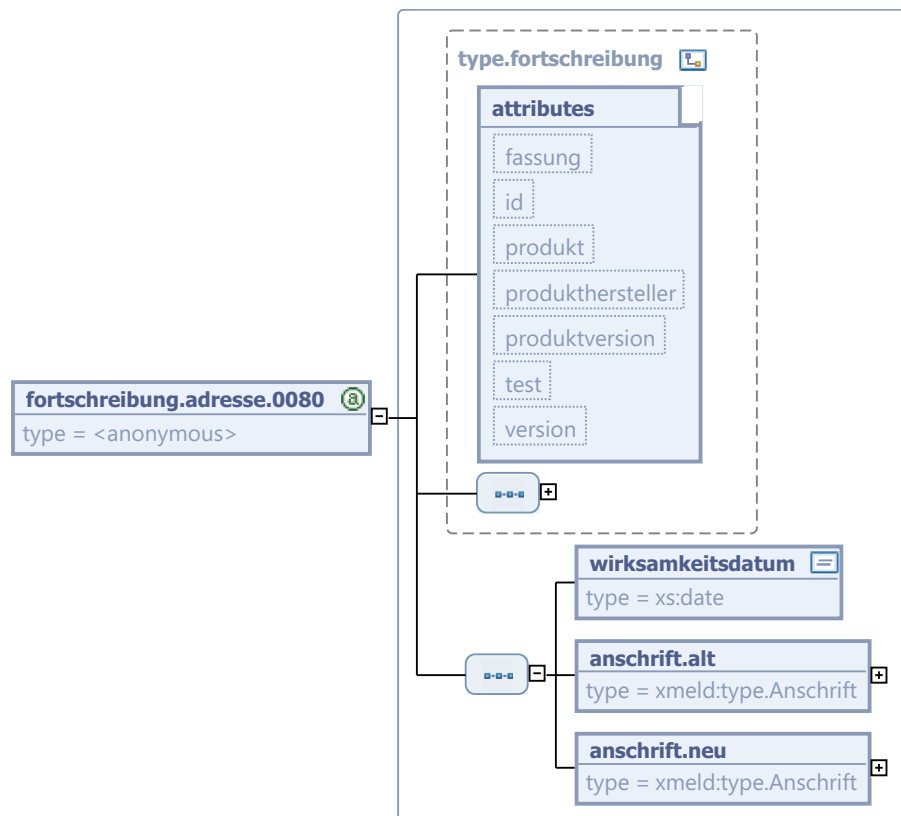 type.fortschreibung
attributes
fassung
id
produkt
produkthersteller
produktversion
test
version
fortschreibung.adresse.0080
type = <anonymous>
wirksamkeitsdatum
type = xs:date
anschrift.alt
type = xmeld:type.Anschrift
anschrift.neu
type = xmeld:type.Anschrift